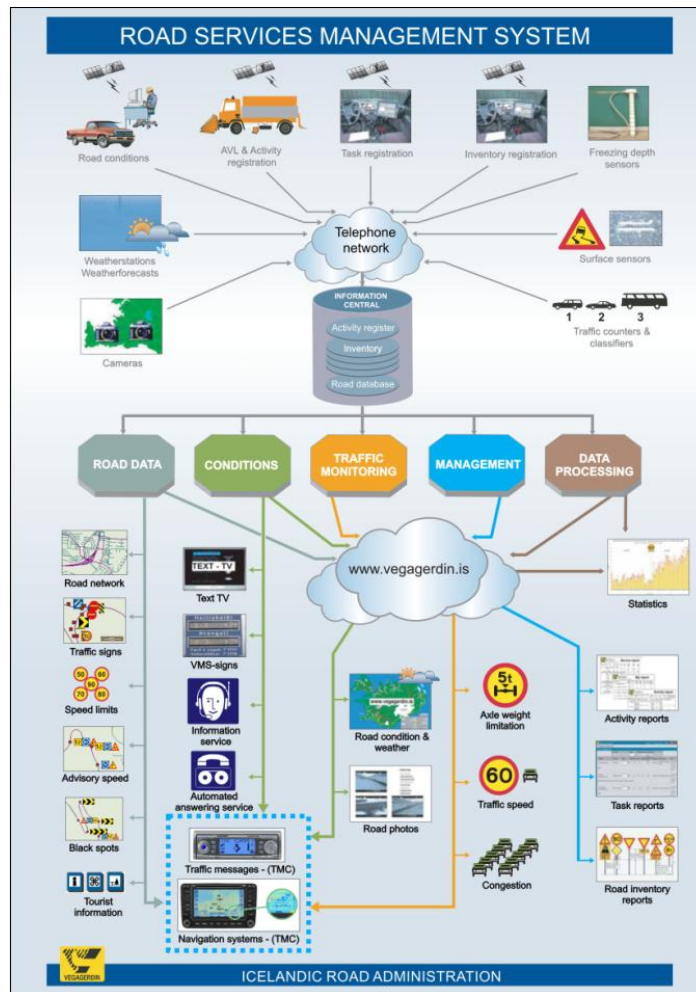 ROAD SERVICES MANAGEMENT SYSTEM
Road conditions
AVL & Activity
registration
Task registration
Inventory registration
Freezing depth
sensors
Telephone
network
Weatherstations
Weatherforecasts
Surface sensors
Cameras
INFORMATION
CENTRAL
Activity register
Inventory
Road database
1 2 3
Traffic counters &
classifiers
ROAD DATA
CONDITIONS
TRAFFIC
MONITORING
MANAGEMENT
DATA
PROCESSING
www.vegagerdin.is
Road network
Traffic signs
50 60
90
70 80
Speed limits
Advisory speed
Black spots
Tourist
information
TEXT - TV
Text TV
VMS-signs
Information
service
Automated
answering service
Traffic messages - (TMC)
Navigation systems - (TMC)
www.vegagerdin.is
Road condition &
weather
Road photos
5t
Axle weight
limitation
60
Traffic speed
Congestion
Statistics
Activity reports
Task reports
Road inventory
reports
VEGAGERDIN
ICELANDIC ROAD ADMINISTRATION